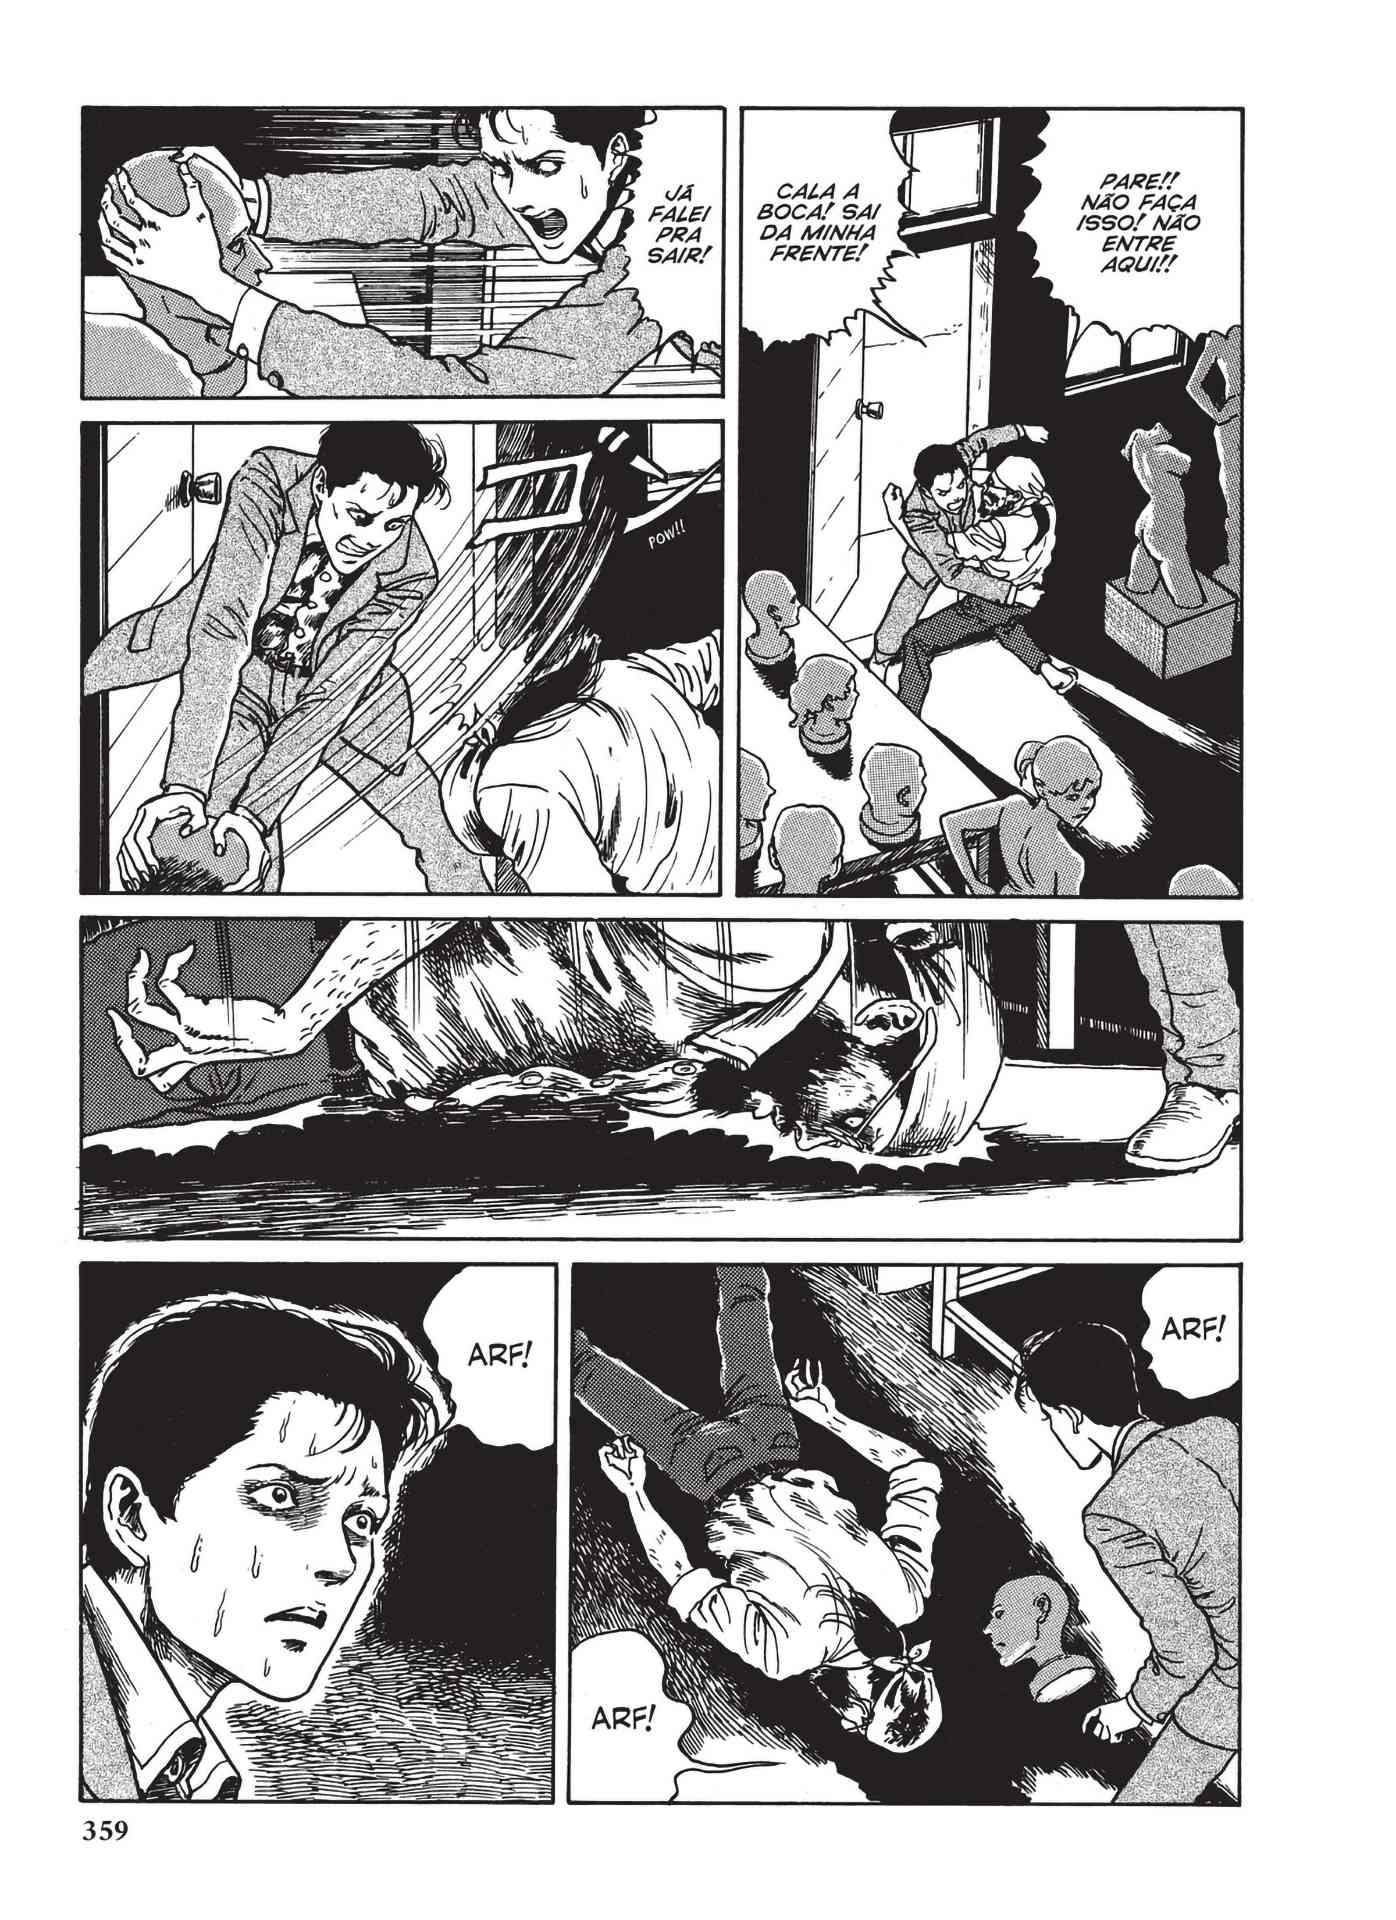 PARE!!
NÃO FAÇA
ISSO! NÃO
ENTRE
AQUI!!
CALA A
BOCA! SAI
DA MINHA
FRENTE!
JÁ
FALEI
PRA
SAIR!
POW!!
ARF!
ARF!
ARF!
359